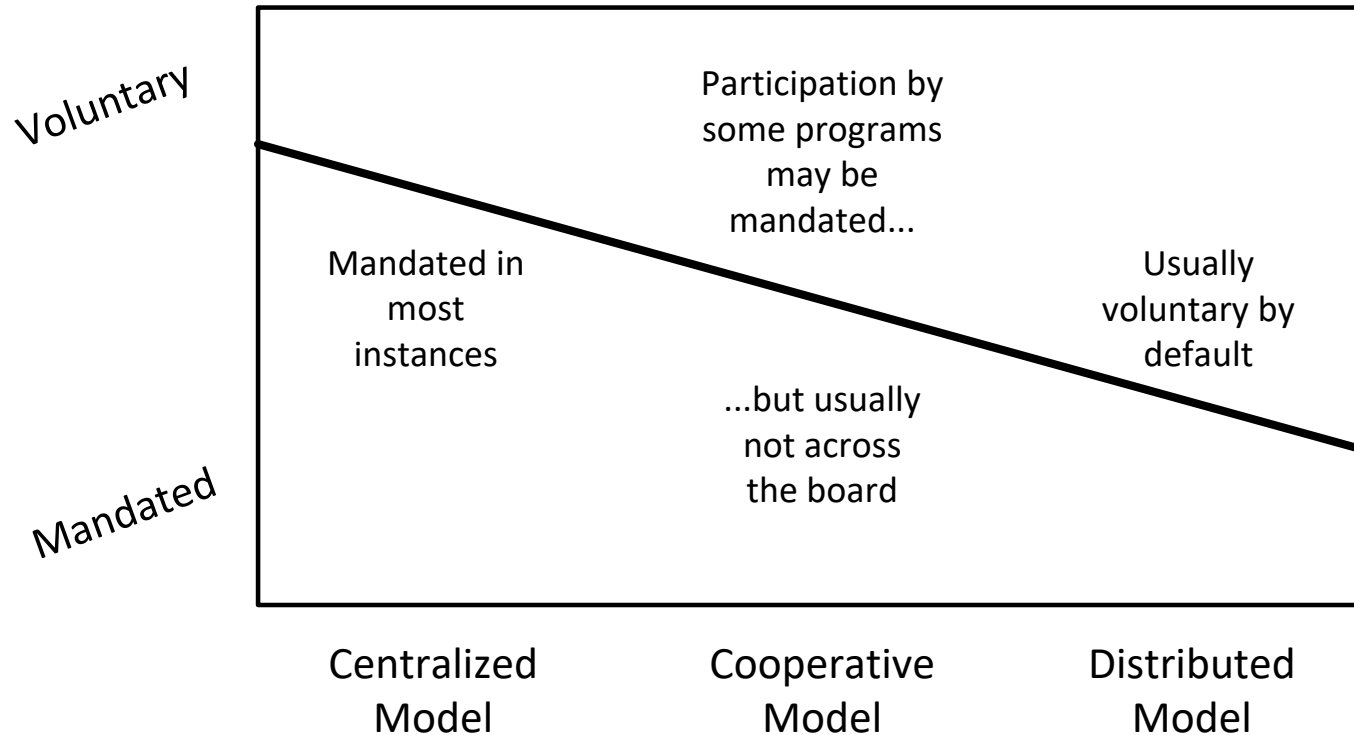 Voluntary
Participation by
some programs
may be
mandated...
Mandated in
most
instances
Usually
voluntary by
default
...but usually
not across
the board
Mandated
Centralized
Model
Cooperative
Model
Distributed
Model